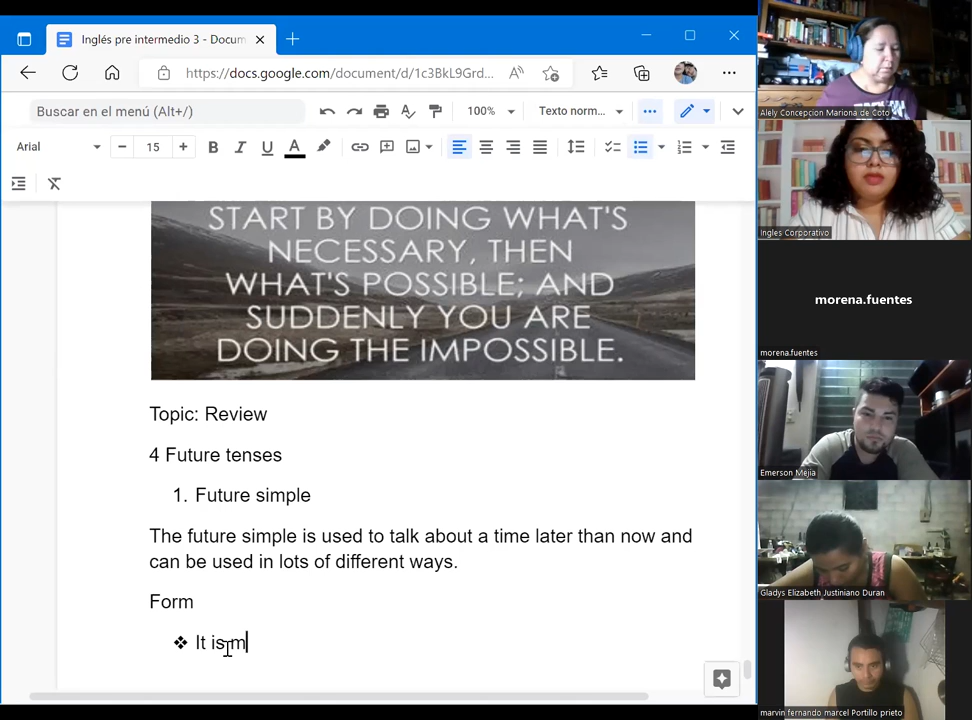 Inglés pre intermedio 3 - Docum
https://docs.google.com/document/d/1c3BkL9Grd...
Buscar en el menú (Alt+/)
100%
Texto norm...
Arial
15
B I U A
START BY DOING WHAT'S
NECESSARY, THEN
WHAT'S POSSIBLE; AND
SUDDENLY YOU ARE
DOING THE IMPOSSIBLE.
Topic: Review
4 Future tenses
1. Future simple
The future simple is used to talk about a time later than now and
can be used in lots of different ways.
Form
❖ It is m
Alely Concepcion Mariona de Coto
Ingles Corporativo
morena.fuentes
morena.fuentes
Emerson Mejia
Gladys Elizabeth Justiniano Duran
marvin fernando marcel Portillo prieto